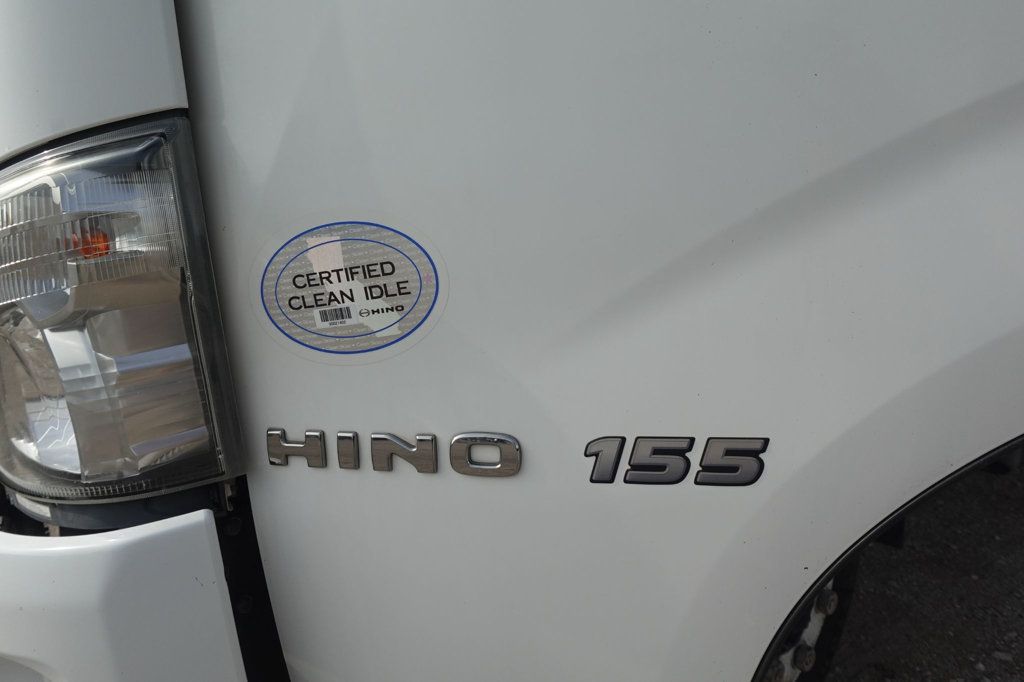 CERTIFIED
CLEAN IDLE
HINO
HINO 155